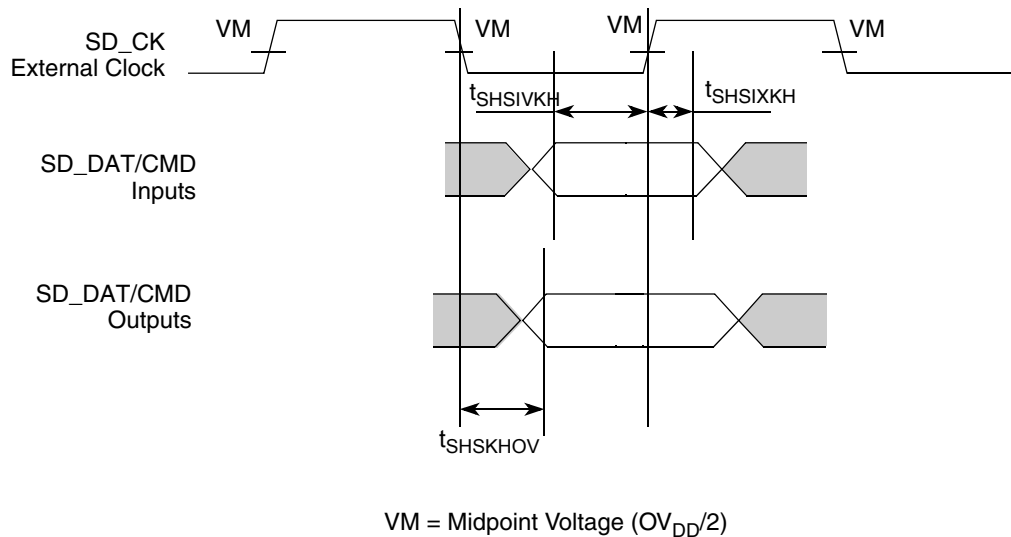 VM
VM
VM
VM
SD_CK
External Clock
tSHSIVKH
tSHSIXKH
SD_DAT/CMD
Inputs
SD_DAT/CMD
Outputs
tSHSKHOV
VM = Midpoint Voltage (OVDD/2)